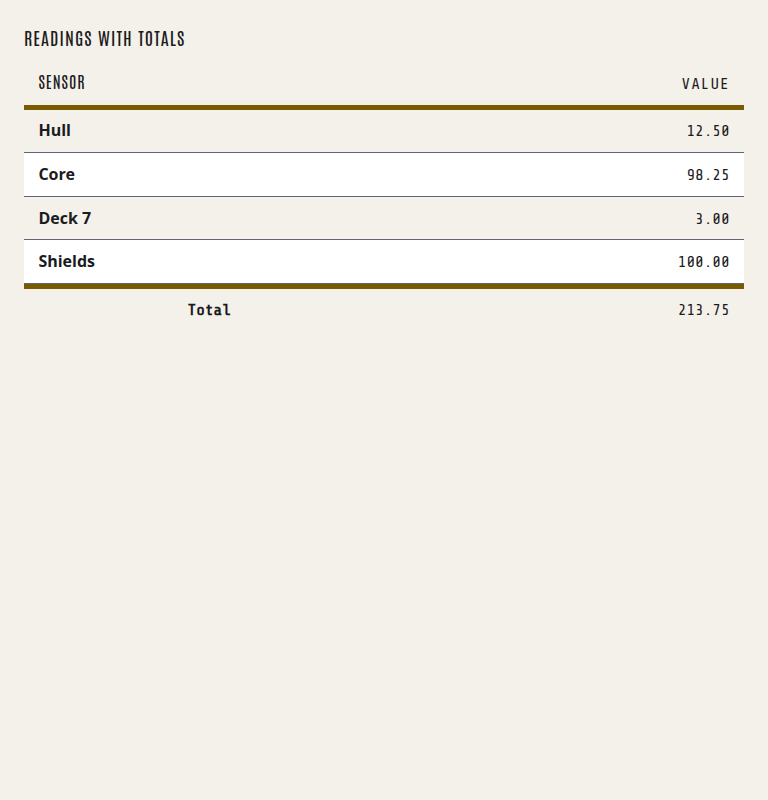 READINGS WITH TOTALS
SENSOR VALUE
Hull 12.50
Core 98.25
Deck 7 3.00
Shields 100.00
Total 213.75